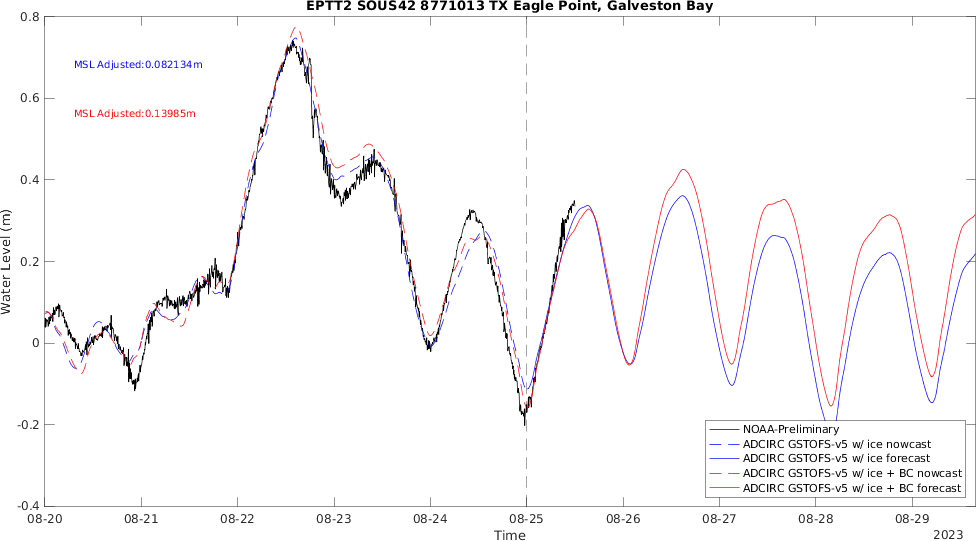 EPTT2 SOUS42 8771013 TX Eagle Point, Galveston Bay
0.8
MSL Adjusted:0.082134m
0.6
MSL Adjusted:0.13985m
0.4
Water Level (m)
0.2
0
-0.2
NOAA-Preliminary
ADCIRC GSTOFS-v5 w/ ice nowcast
ADCIRC GSTOFS-v5 w/ ice forecast
ADCIRC GSTOFS-v5 w/ ice + BC nowcast
ADCIRC GSTOFS-v5 w/ ice + BC forecast
-0.4
08-20 08-21 08-22 08-23 08-24 08-25 08-26 08-27 08-28 08-29
Time
2023